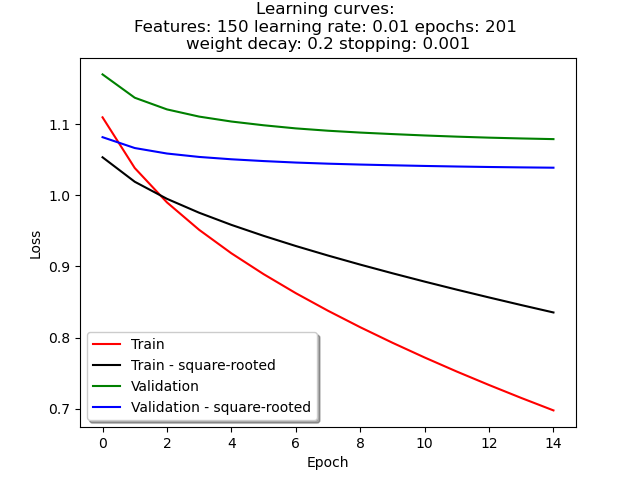 Learning curves:
Features: 150 learning rate: 0.01 epochs: 201
weight decay: 0.2 stopping: 0.001
Loss
1.1
1.0
0.9
0.8
0.7
Train
Train - square-rooted
Validation
Validation - square-rooted
0 2 4 6 8 10 12 14
Epoch